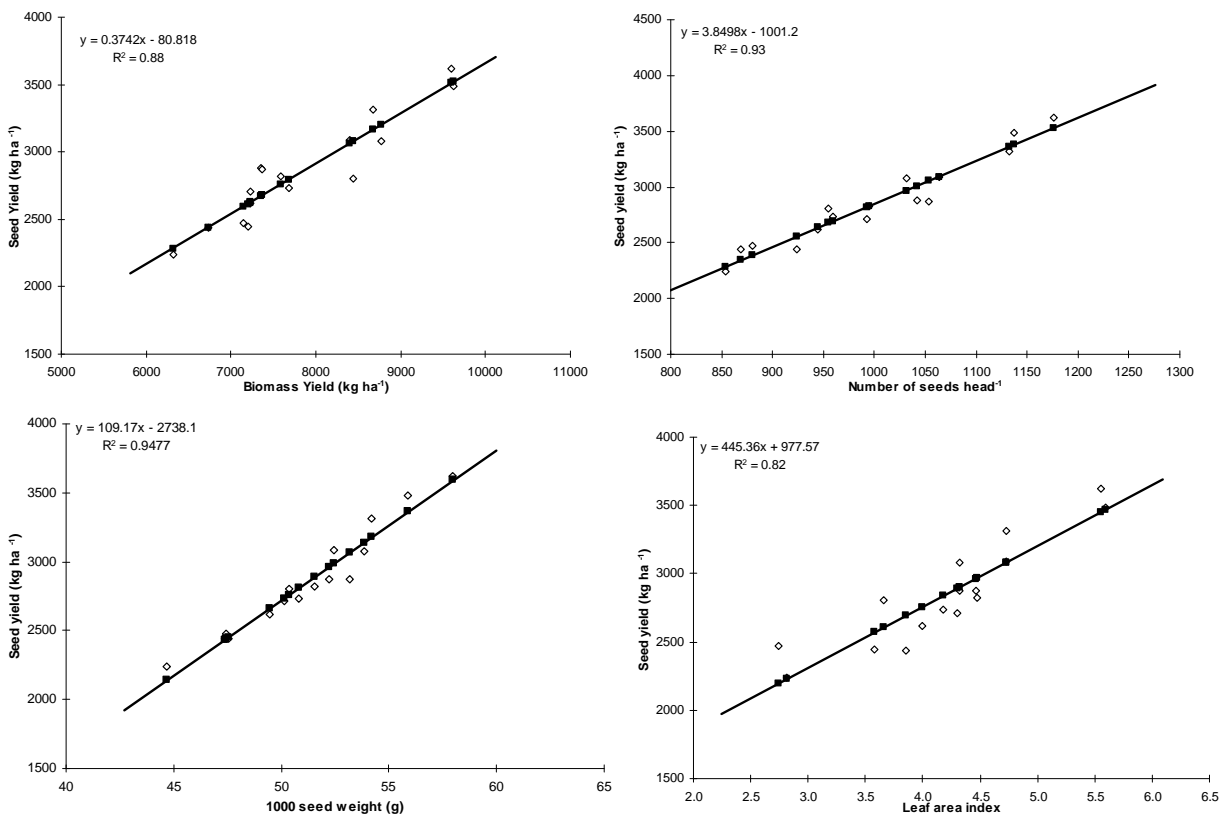 4000
3500
3000
2500
2000
1500
5000 6000 7000 8000 9000 10000 11000
Seed Yield (kg ha -1)
Biomass Yield (kg ha-1)
y = 0.3742x - 80.818
R2 = 0.88
4500
4000
3500
3000
2500
2000
1500
800 850 900 950 1000 1050 1100 1150 1200 1250 1300
Seed yield (kg ha -1)
Number of seeds head-1
y = 3.8498x - 1001.2
R2 = 0.93
4000
3500
3000
2500
2000
1500
40 45 50 55 60 65
Seed yield (kg ha -1)
1000 seed weight (g)
y = 109.17x - 2738.1
R2 = 0.9477
4000
3500
3000
2500
2000
1500
2.0 2.5 3.0 3.5 4.0 4.5 5.0 5.5 6.0 6.5
Seed yield (kg ha -1)
Leaf area index
y = 445.36x + 977.57
R2 = 0.82